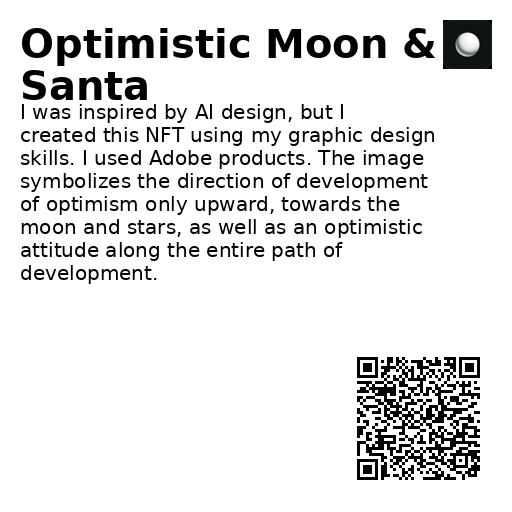 Optimistic Moon &
Santa
I was inspired by AI design, but I
created this NFT using my graphic design
skills. I used Adobe products. The image
symbolizes the direction of development
of optimism only upward, towards the
moon and stars, as well as an optimistic
attitude along the entire path of
development.